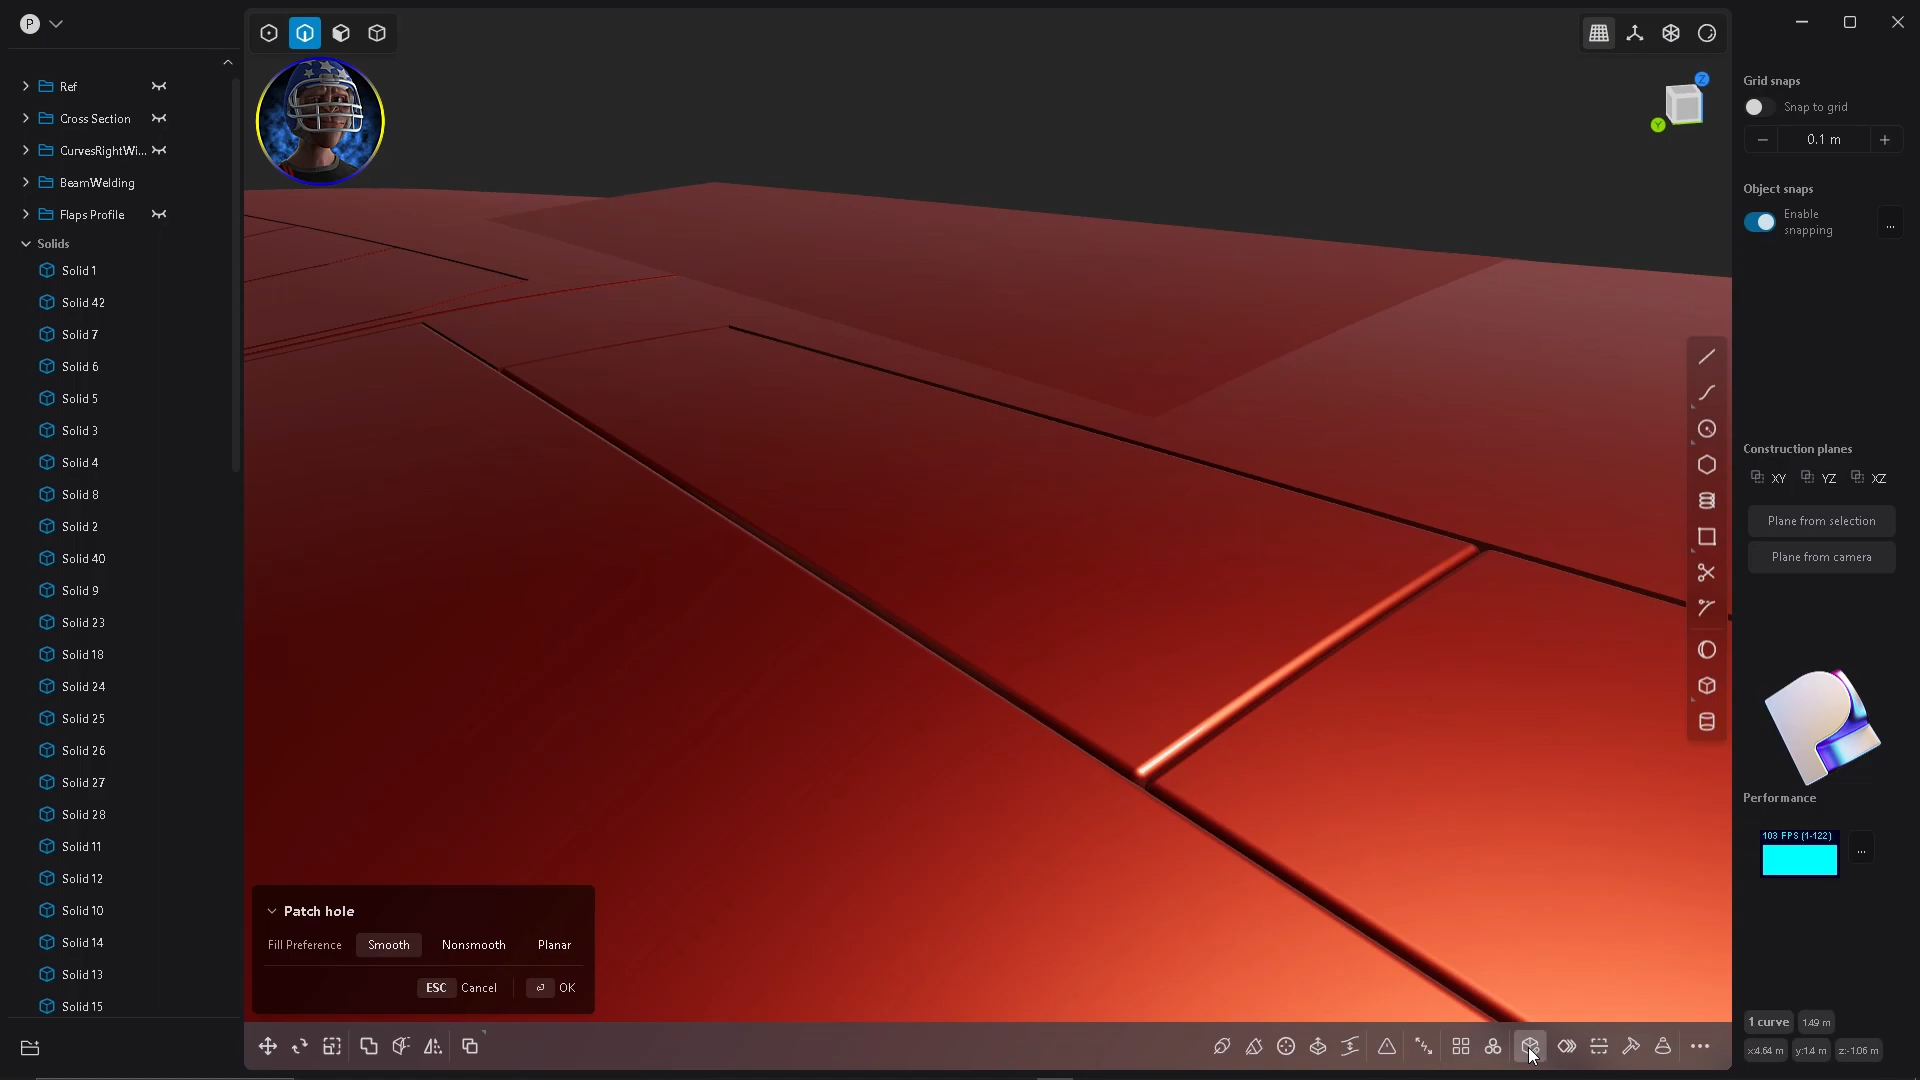 P
Ref
Cross Section
CurvesRightWi...
BeamWelding
Flaps Profile
Solids
Solid 1
Solid 42
Solid 7
Solid 6
Solid 5
Solid 3
Solid 4
Solid 8
Solid 2
Solid 40
Solid 9
Solid 23
Solid 18
Solid 24
Solid 25
Solid 26
Solid 27
Solid 28
Solid 11
Solid 12
Solid 10
Solid 14
Solid 13
Solid 15
Patch hole
Fill Preference Smooth Nonsmooth Planar
ESC Cancel OK
Z
Y
Grid snaps
Snap to grid
0.1 m
Object snaps
Enable
snapping
...
Construction planes
XY YZ XZ
Plane from selection
Plane from camera
Performance
103 FPS (1-122)
...
1 curve 1.49 m
x:4.64 m y:1.4 m z:-1.06 m